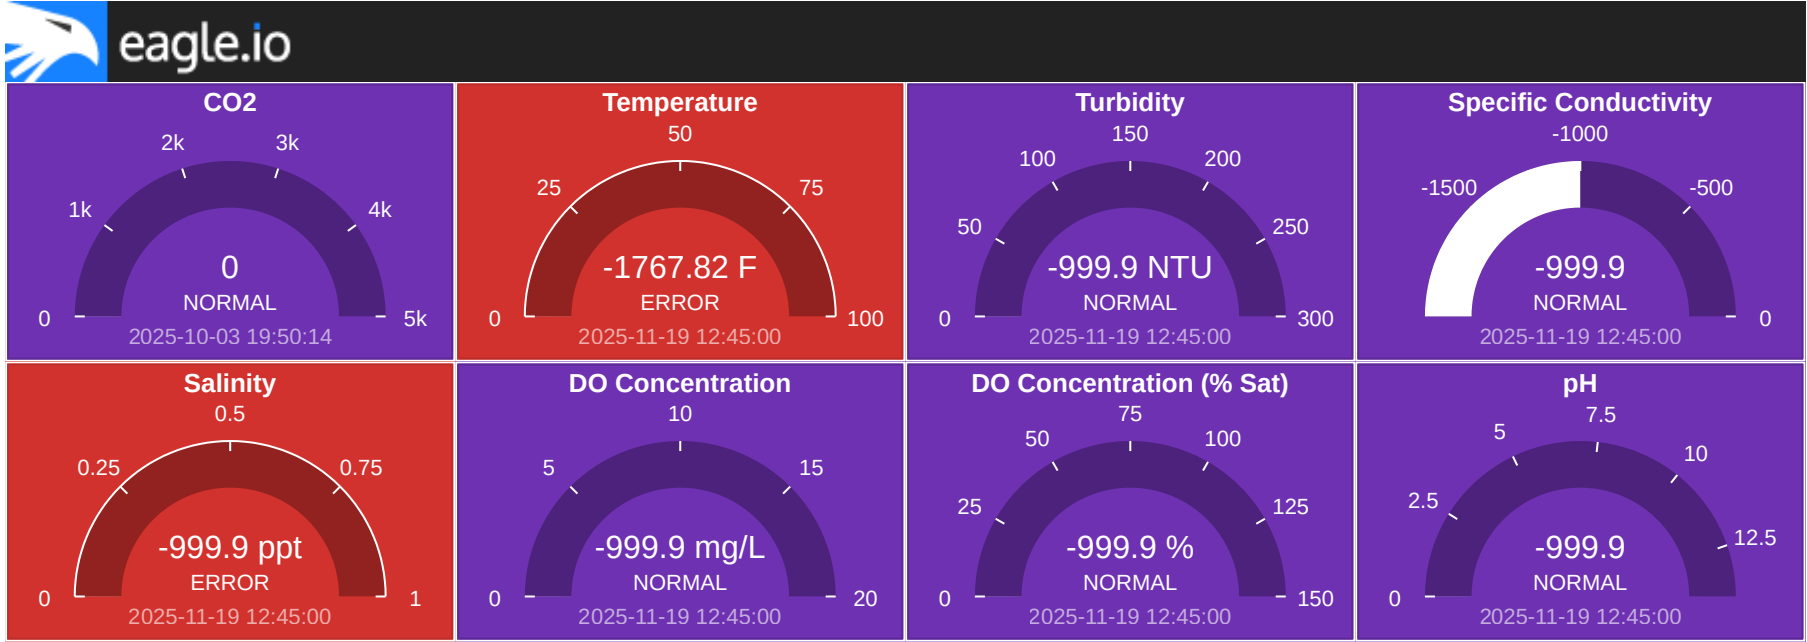 eagle.io
CO2
0
1k
2k
3k
4k
5k
0
NORMAL
2025-10-03 19:50:14
Temperature
0
25
50
75
100
-1767.82 F
ERROR
2025-11-19 12:45:00
Turbidity
0
50
100
150
200
250
300
-999.9 NTU
NORMAL
2025-11-19 12:45:00
Specific Conductivity
-1500
-1000
-500
0
-999.9
NORMAL
2025-11-19 12:45:00
Salinity
0
0.25
0.5
0.75
1
-999.9 ppt
ERROR
2025-11-19 12:45:00
DO Concentration
0
5
10
15
20
-999.9 mg/L
NORMAL
2025-11-19 12:45:00
DO Concentration (% Sat)
0
25
50
75
100
125
150
-999.9 %
NORMAL
2025-11-19 12:45:00
pH
0
2.5
5
7.5
10
12.5
-999.9
NORMAL
2025-11-19 12:45:00